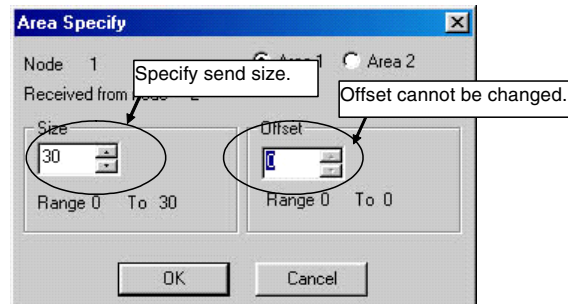 Area Specify
Node 1
Area 1
Area 2
Specify send size.
Received from node 2
Offset cannot be changed.
Size
Offset
30
0
Range 0 To 30
Range 0 To 0
OK
Cancel